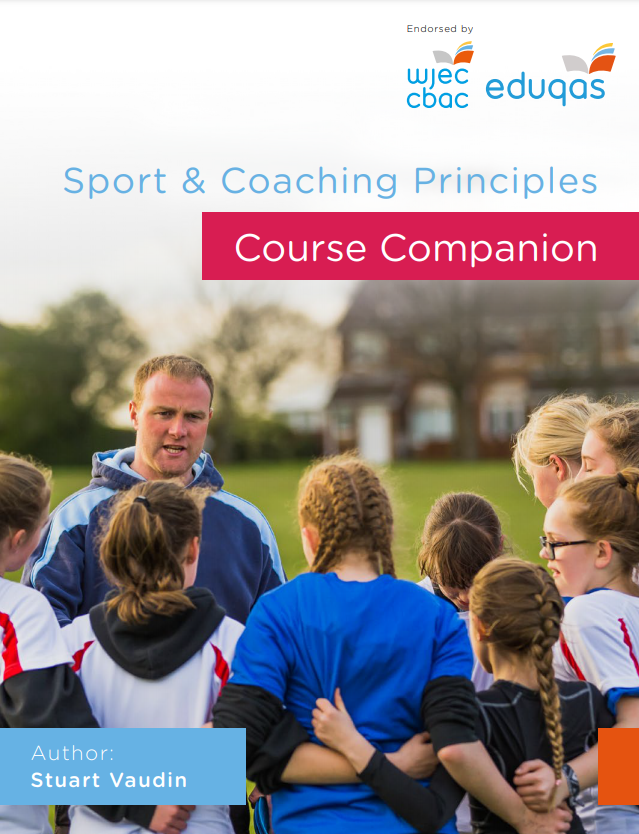 Endorsed by
wjec
cbac
eduqas
Sport & Coaching Principles
Course Companion
Author:
Stuart Vaudin